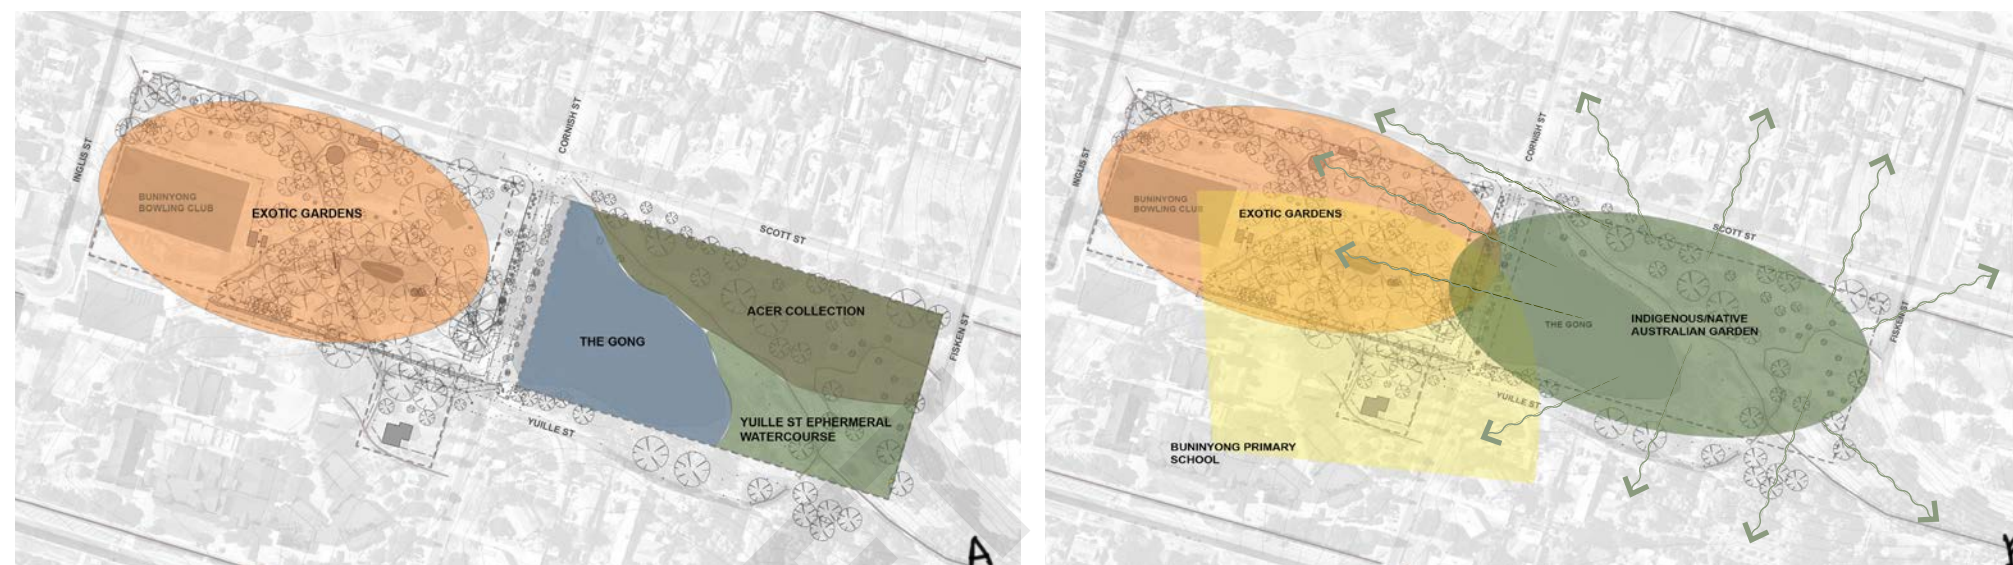 CORNISH ST
INGLIS ST
BUNINYONG
BOWLING CLUB
EXOTIC GARDENS
SCOTT ST
ACER COLLECTION
THE GONG
FISKEN ST
YUILLE ST EPHERMERAL
WATERCOURSE
YUILLE ST
A
CORNISH ST
INGLIS ST
BUNINYONG
BOWLING CLUB
EXOTIC GARDENS
SCOTT ST
THE GONG
INDIGENOUS/NATIVE
AUSTRALIAN GARDEN
FISKEN ST
YUILLE ST
BUNINYONG PRIMARY
SCHOOL